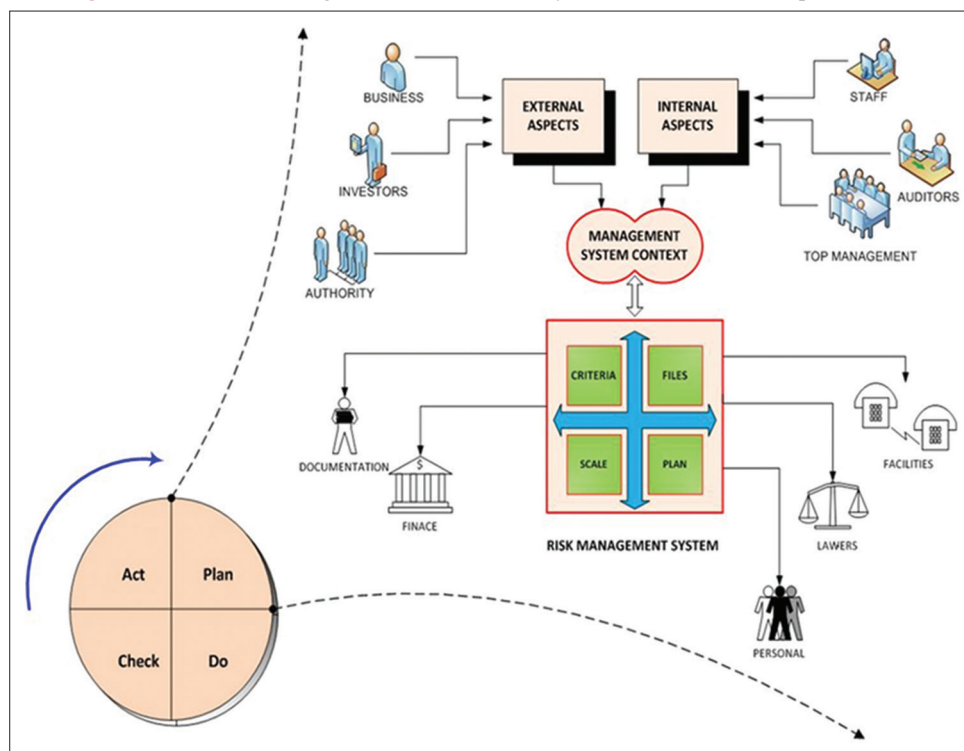 BUSINESS
EXTERNAL
ASPECTS
INTERNAL
ASPECTS
STAFF
INVESTORS
AUDITORS
MANAGEMENT
SYSTEM CONTEXT
TOP MANAGEMENT
AUTHORITY
CRITERIA
FILES
DOCUMENTATION
$
FINACE
SCALE
PLAN
FACILITIES
RISK MANAGEMENT SYSTEM
LAWERS
PERSONAL
Act
Plan
Check
Do